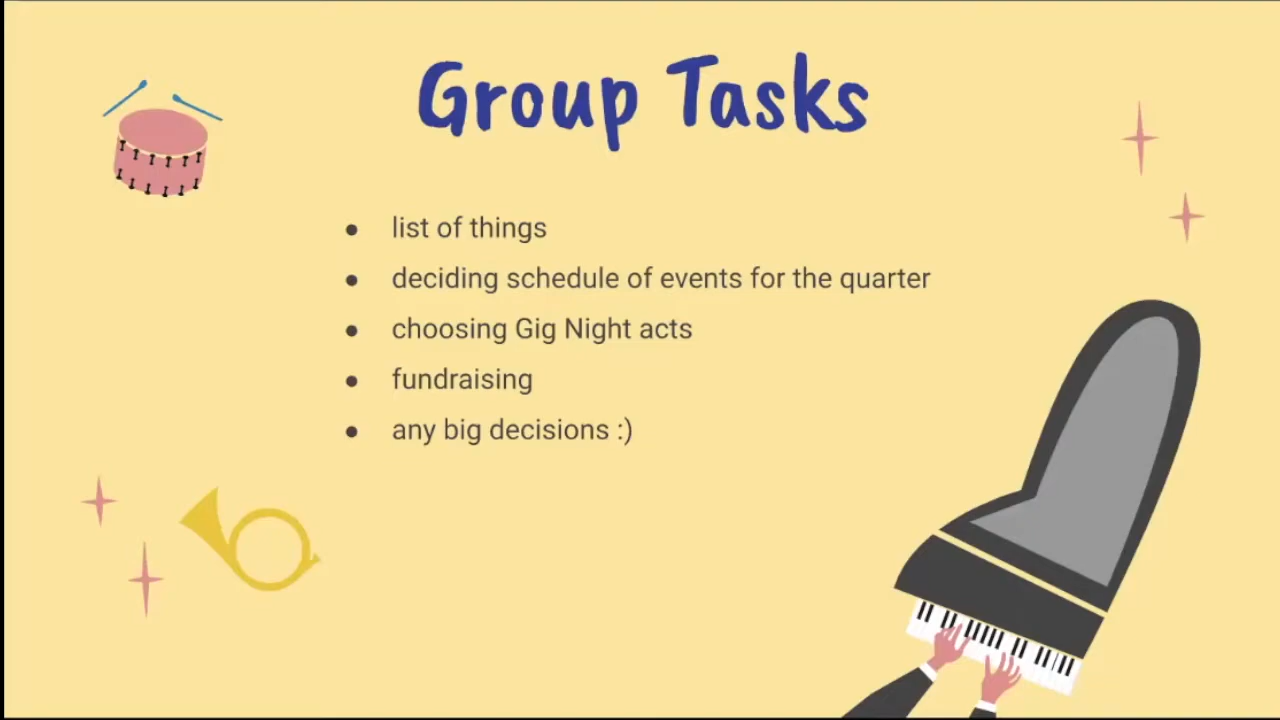 Group Tasks
● list of things
● deciding schedule of events for the quarter
● choosing Gig Night acts
● fundraising
● any big decisions :)